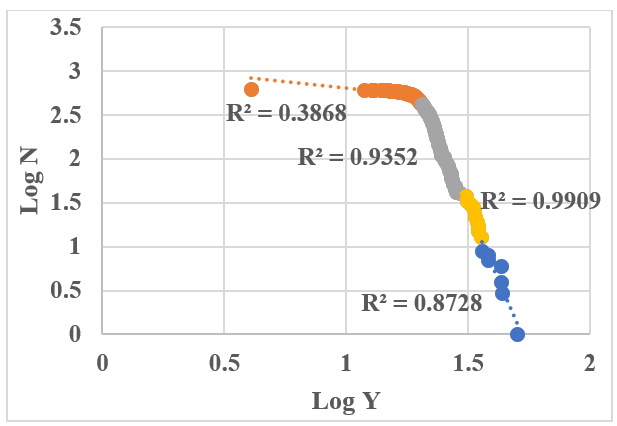 3.5
3
2.5
2
1.5
1
0.5
0
Log N
R² = 0.3868
R² = 0.9352
R² = 0.9909
R² = 0.8728
0 0.5 1 1.5 2
Log Y